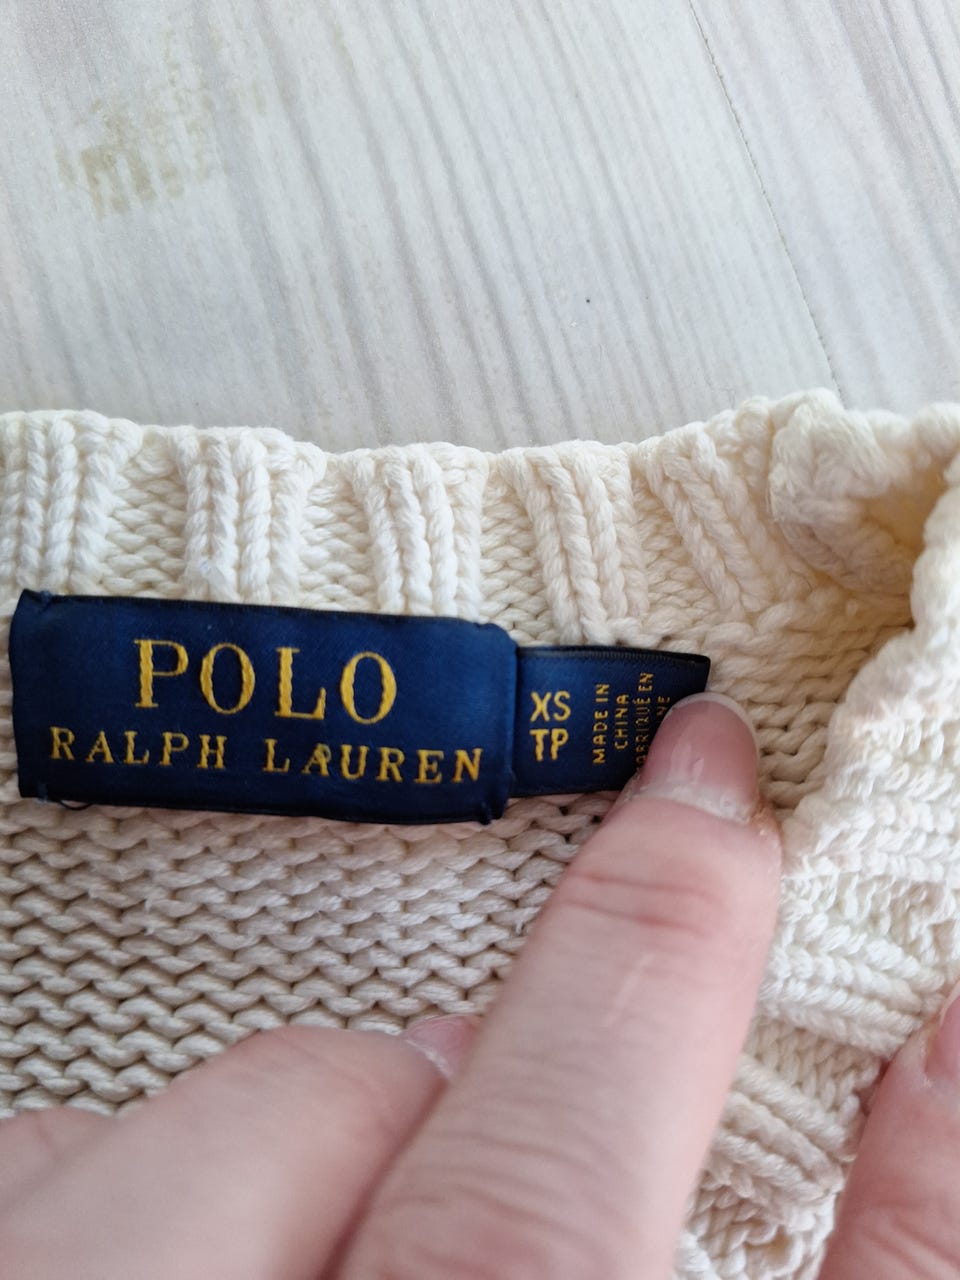 POLO
RALPH LAUREN
XS
TP
MADE IN
CHINA